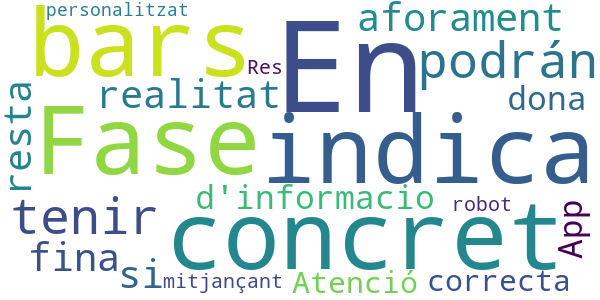 personalitzat
bars
En
aforament
Res
podrán
realitat
dona
resta
Fase
indica
d'informacio
tenir
concret
robot
App
fina
si
mitjançant
Atenció
correcta